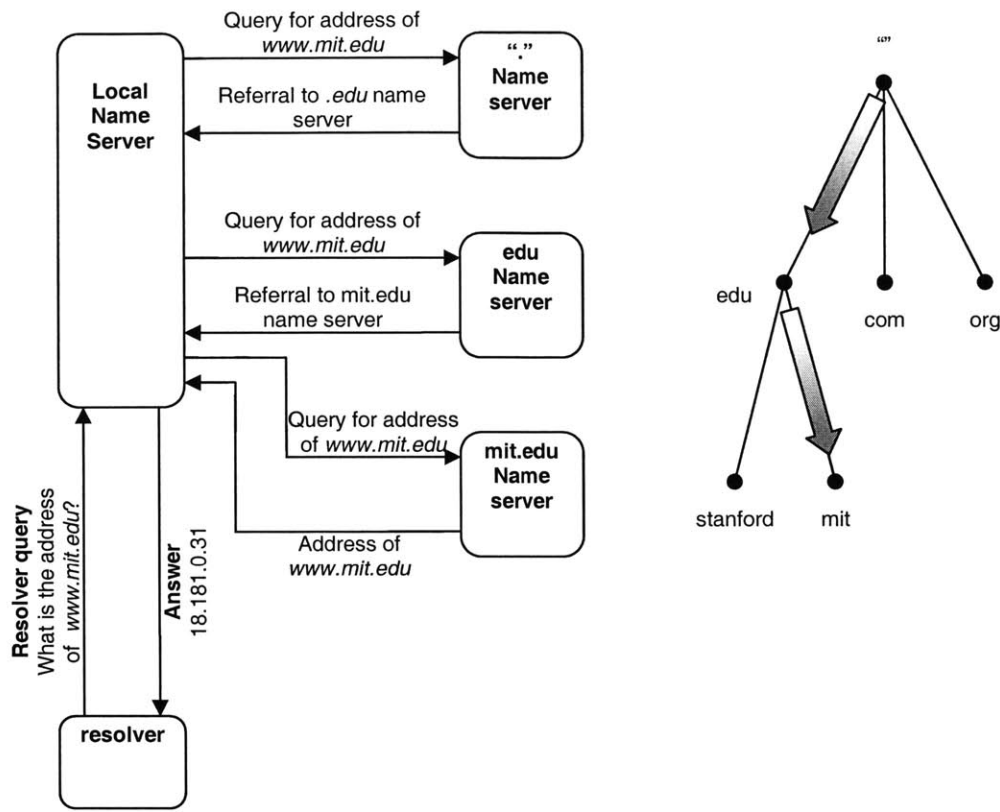 Query for address of
www.mit.edu
Local
Name
Server
“.”
Name
server
Referral to .edu name
server
Query for address of
www.mit.edu
edu
Name
server
Referral to mit.edu
name server
Query for address
of www.mit.edu
mit.edu
Name
server
Address of
www.mit.edu
Resolver query
What is the address
of www.mit.edu?
Answer
18.181.0.31
resolver
“”
edu
com
org
stanford
mit